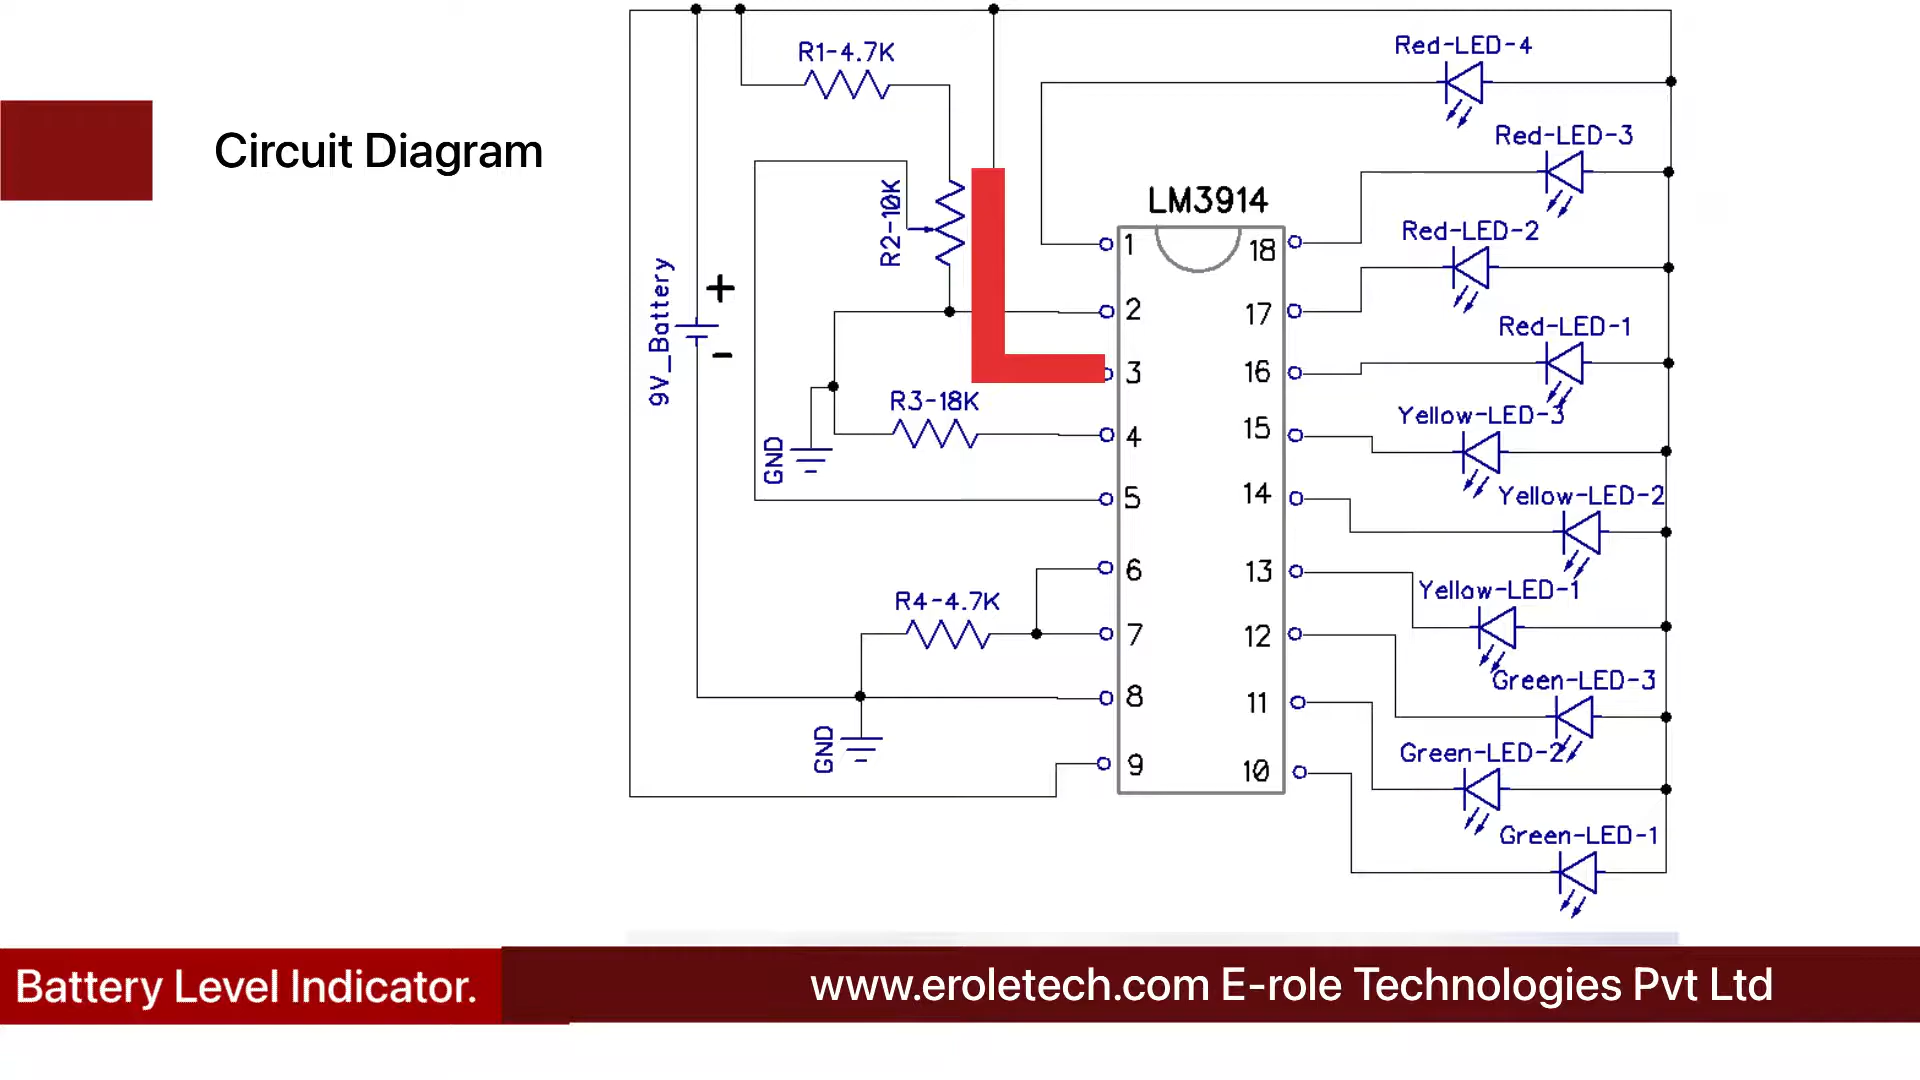 Circuit Diagram
R1-4.7K
R2-10K
9V_Battery
+
-
R3-18K
GND
R4-4.7K
GND
LM3914
1
2
3
4
5
6
7
8
9
18
17
16
15
14
13
12
11
10
Red-LED-4
Red-LED-3
Red-LED-2
Red-LED-1
Yellow-LED-3
Yellow-LED-2
Yellow-LED-1
Green-LED-3
Green-LED-2
Green-LED-1
Battery Level Indicator.
www.eroletech.com E-role Technologies Pvt Ltd